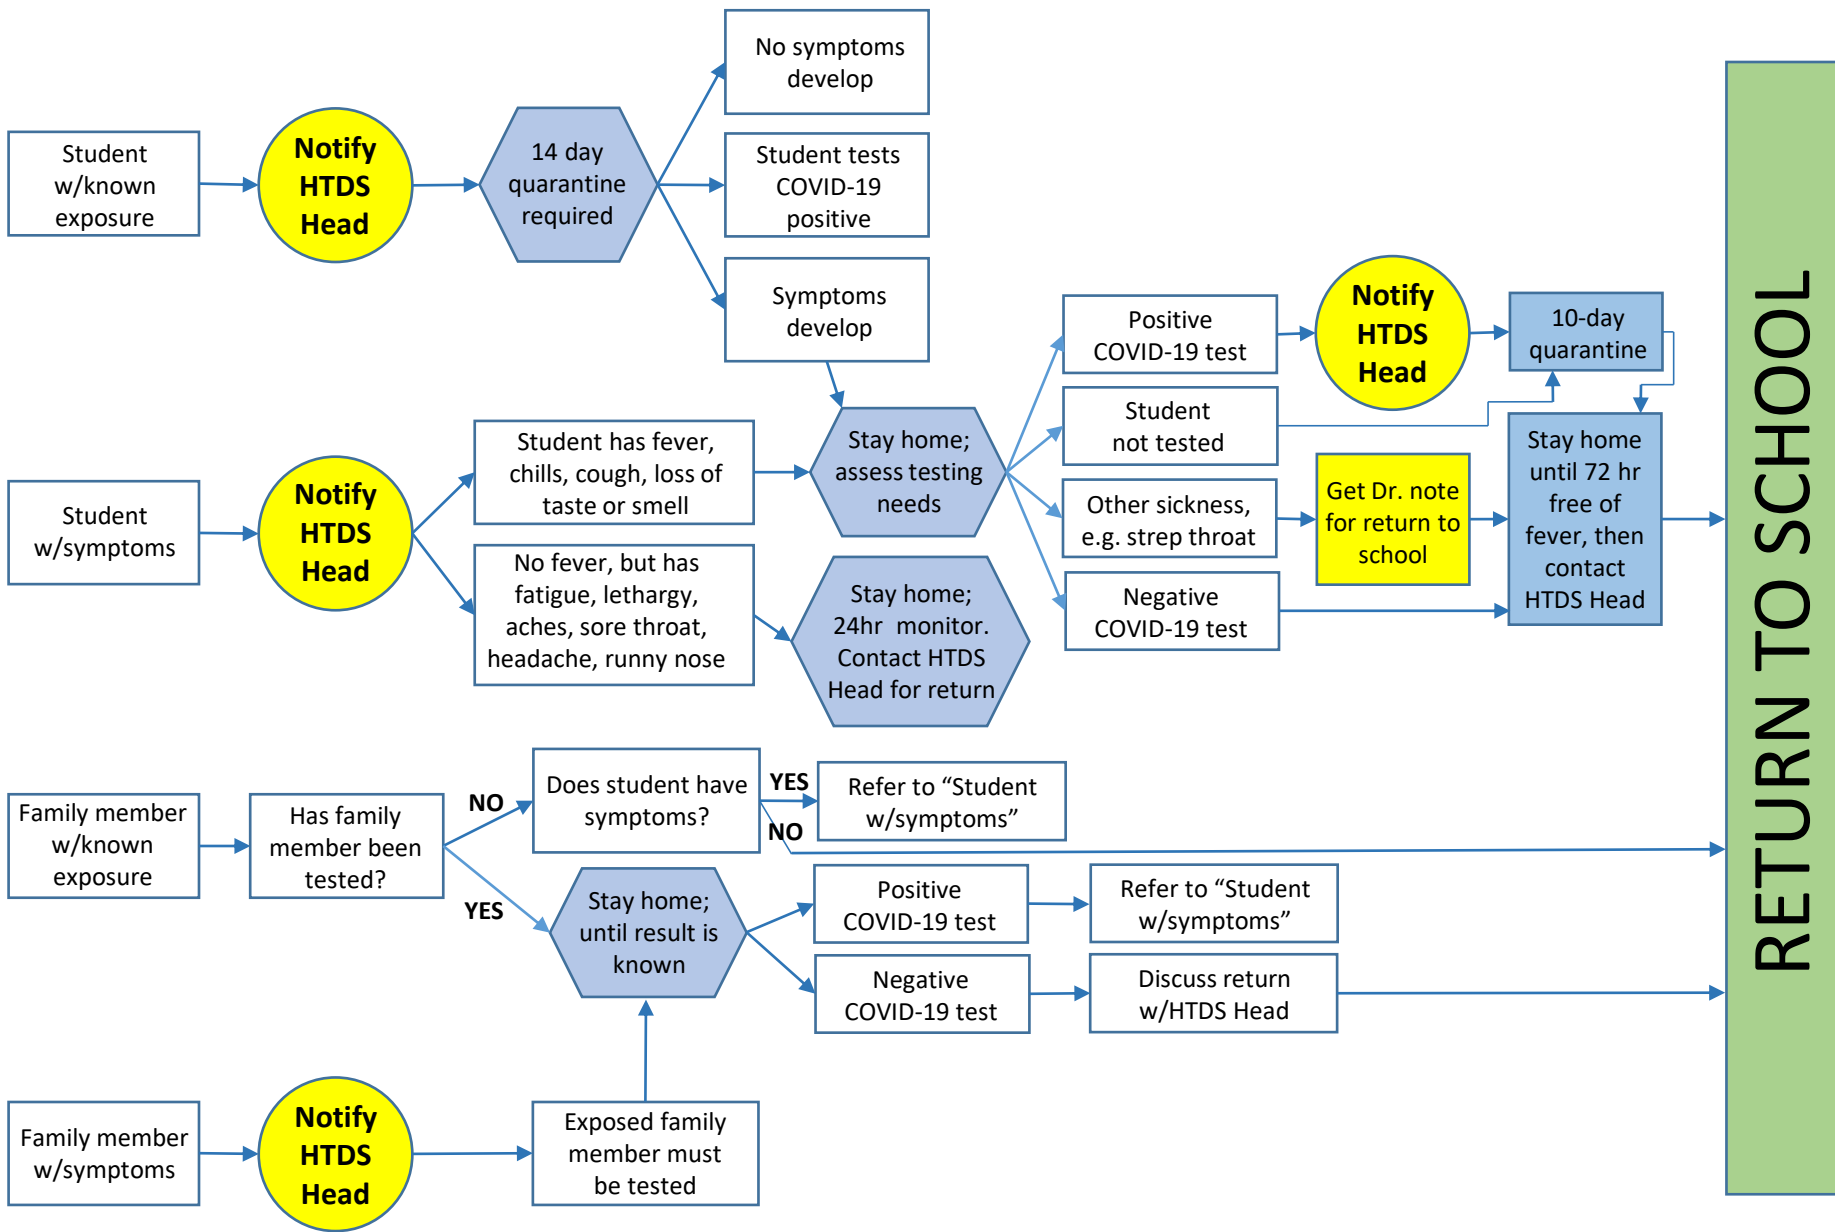 No symptoms
develop
Student
w/known
exposure
Notify
HTDS
Head
14 day
quarantine
required
Student tests
COVID-19
positive
Symptoms
develop
Positive
COVID-19 test
Notify
HTDS
Head
10-day
quarantine
Student
w/symptoms
Notify
HTDS
Head
Student has fever,
chills, cough, loss of
taste or smell
Stay home;
assess testing
needs
Student
not tested
Other sickness,
e.g. strep throat
Get Dr. note
for return to
school
Stay home
until 72 hr
free of
fever, then
contact
HTDS Head
No fever, but has
fatigue, lethargy,
aches, sore throat,
headache, runny nose
Stay home;
24hr  monitor.
Contact HTDS
Head for return
Negative
COVID-19 test
Family member
w/known
exposure
Has family
member been
tested?
NO
Does student have
symptoms?
YES
Refer to “Student
w/symptoms”
NO
YES
Stay home;
until result is
known
Positive
COVID-19 test
Refer to “Student
w/symptoms”
Negative
COVID-19 test
Discuss return
w/HTDS Head
Family member
w/symptoms
Notify
HTDS
Head
Exposed family
member must
be tested
RETURN TO SCHOOL